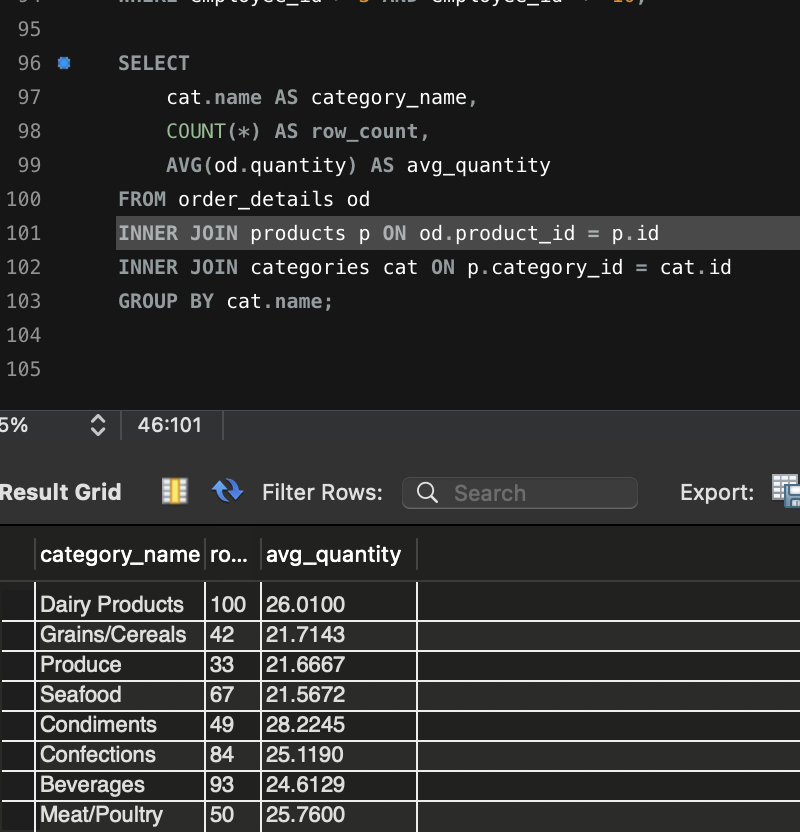 95
96 SELECT
97 cat.name AS category_name,
98 COUNT(*) AS row_count,
99 AVG(od.quantity) AS avg_quantity
100 FROM order_details od
101 INNER JOIN products p ON od.product_id = p.id
102 INNER JOIN categories cat ON p.category_id = cat.id
103 GROUP BY cat.name;
104
105
5% 46:101
Result Grid Filter Rows: Search Export:
category_name ro... avg_quantity
Dairy Products 100 26.0100
Grains/Cereals 42 21.7143
Produce 33 21.6667
Seafood 67 21.5672
Condiments 49 28.2245
Confections 84 25.1190
Beverages 93 24.6129
Meat/Poultry 50 25.7600